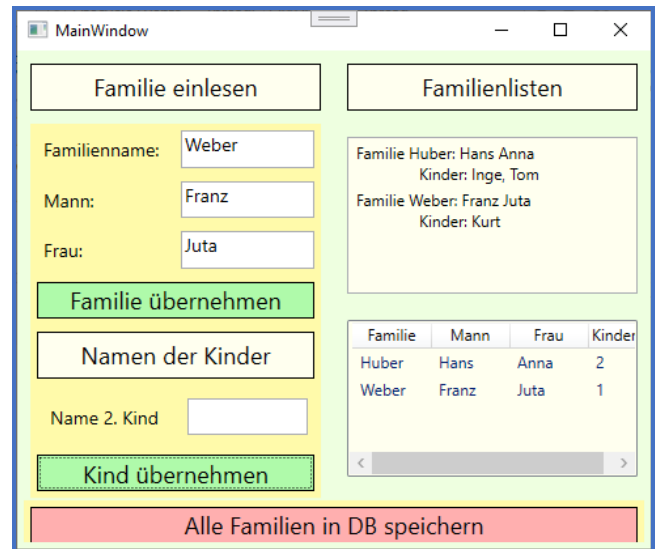 MainWindow
Familie einlesen
Familienname:
Weber
Mann:
Franz
Frau:
Juta
Familie übernehmen
Namen der Kinder
Name 2. Kind
Kind übernehmen
Familienlisten
Familie Huber: Hans Anna
Kinder: Inge, Tom
Familie Weber: Franz Juta
Kinder: Kurt
Familie Mann Frau Kinder
Huber Hans Anna 2
Weber Franz Juta 1
Alle Familien in DB speichern